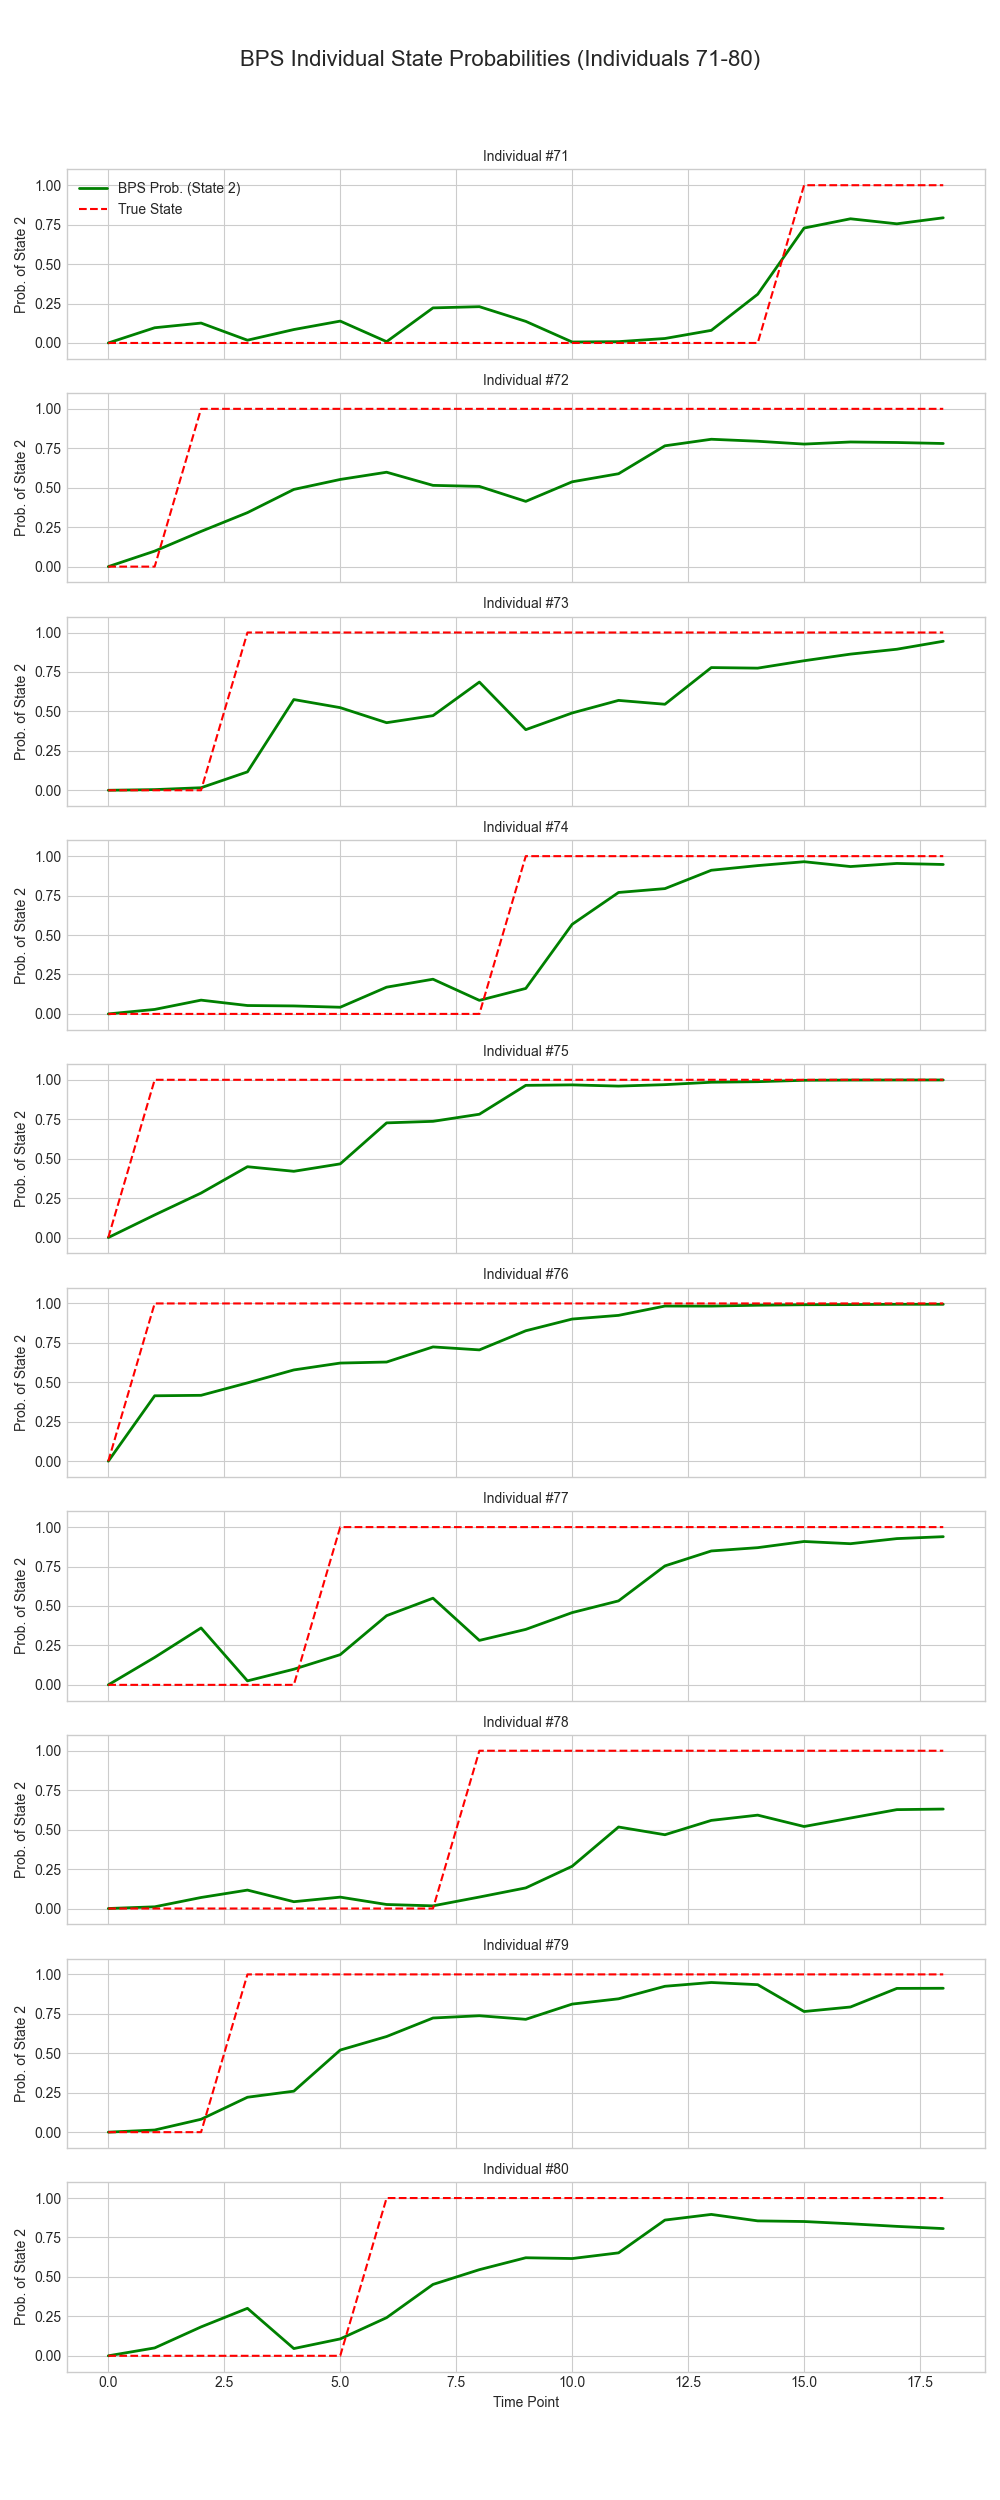 BPS Individual State Probabilities (Individuals 71-80)
Individual #71
BPS Prob. (State 2)
True State
Prob. of State 2
1.00
0.75
0.50
0.25
0.00
Individual #72
Prob. of State 2
1.00
0.75
0.50
0.25
0.00
Individual #73
Prob. of State 2
1.00
0.75
0.50
0.25
0.00
Individual #74
Prob. of State 2
1.00
0.75
0.50
0.25
0.00
Individual #75
Prob. of State 2
1.00
0.75
0.50
0.25
0.00
Individual #76
Prob. of State 2
1.00
0.75
0.50
0.25
0.00
Individual #77
Prob. of State 2
1.00
0.75
0.50
0.25
0.00
Individual #78
Prob. of State 2
1.00
0.75
0.50
0.25
0.00
Individual #79
Prob. of State 2
1.00
0.75
0.50
0.25
0.00
Individual #80
Prob. of State 2
1.00
0.75
0.50
0.25
0.00
0.0 2.5 5.0 7.5 10.0 12.5 15.0 17.5
Time Point